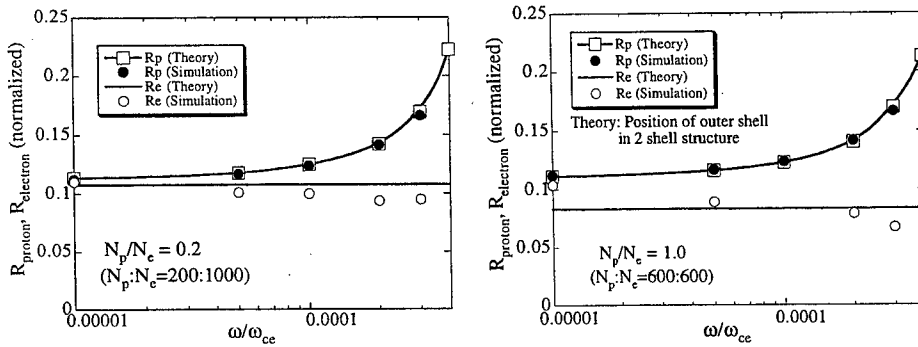 0.25
0.2
0.15
0.1
0.05
0
R_proton, R_electron (normalized)
Rp (Theory)
Rp (Simulation)
Re (Theory)
Re (Simulation)
N_p/N_e = 0.2
(N_p:N_e=200:1000)
0.00001
0.0001
ω/ω_ce
0.25
0.2
0.15
0.1
0.05
0
R_proton, R_electron (normalized)
Rp (Theory)
Rp (Simulation)
Re (Theory)
Re (Simulation)
Theory: Position of outer shell
in 2 shell structure
N_p/N_e = 1.0
(N_p:N_e=600:600)
0.00001
0.0001
ω/ω_ce